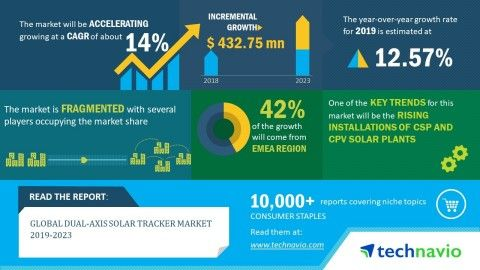 The market will be ACCELERATING
growing at a CAGR of about
14%
INCREMENTAL
GROWTH▸
$ 432.75 mn
2018
2023
The year-over-year growth rate
for 2019 is estimated at
12.57%
The market is FRAGMENTED with several
players occupying the market share
42%
of the growth
will come from
EMEA REGION
One of the KEY TRENDS for this
market will be the RISING
INSTALLATIONS OF CSP AND
CPV SOLAR PLANTS
READ THE REPORT:
GLOBAL DUAL-AXIS SOLAR TRACKER MARKET
2019-2023
10,000+ reports covering niche topics
CONSUMER STAPLES
Read them at:
www.technavio.com
technavio